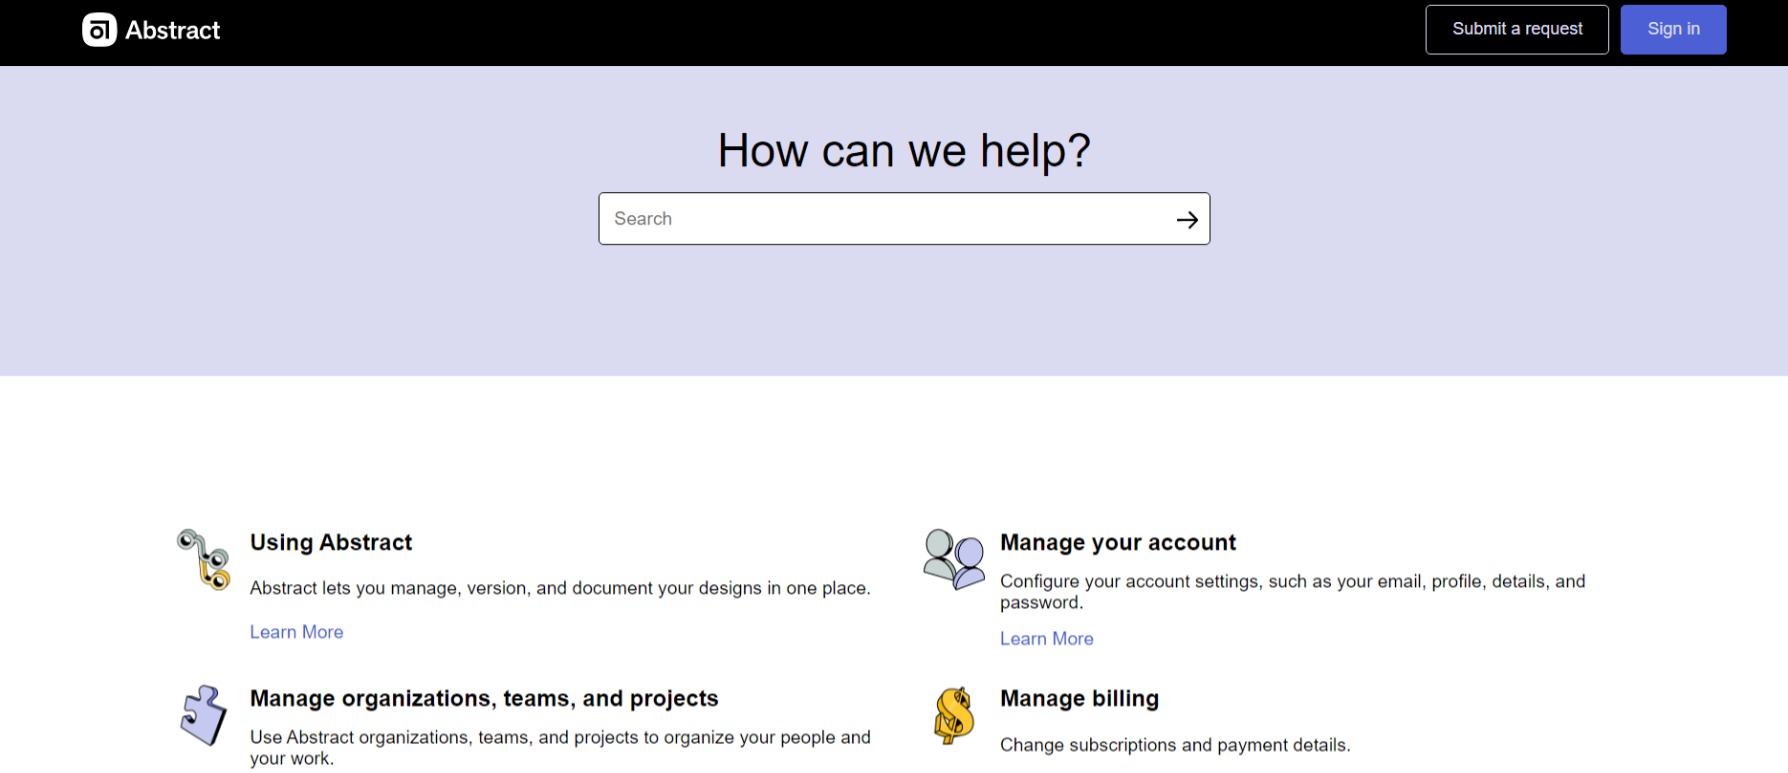 Abstract
Submit a request
Sign in
How can we help?
Search
Using Abstract
Abstract lets you manage, version, and document your designs in one place.
Learn More
Manage your account
Configure your account settings, such as your email, profile, details, and
password.
Learn More
Manage organizations, teams, and projects
Use Abstract organizations, teams, and projects to organize your people and
your work.
Manage billing
Change subscriptions and payment details.